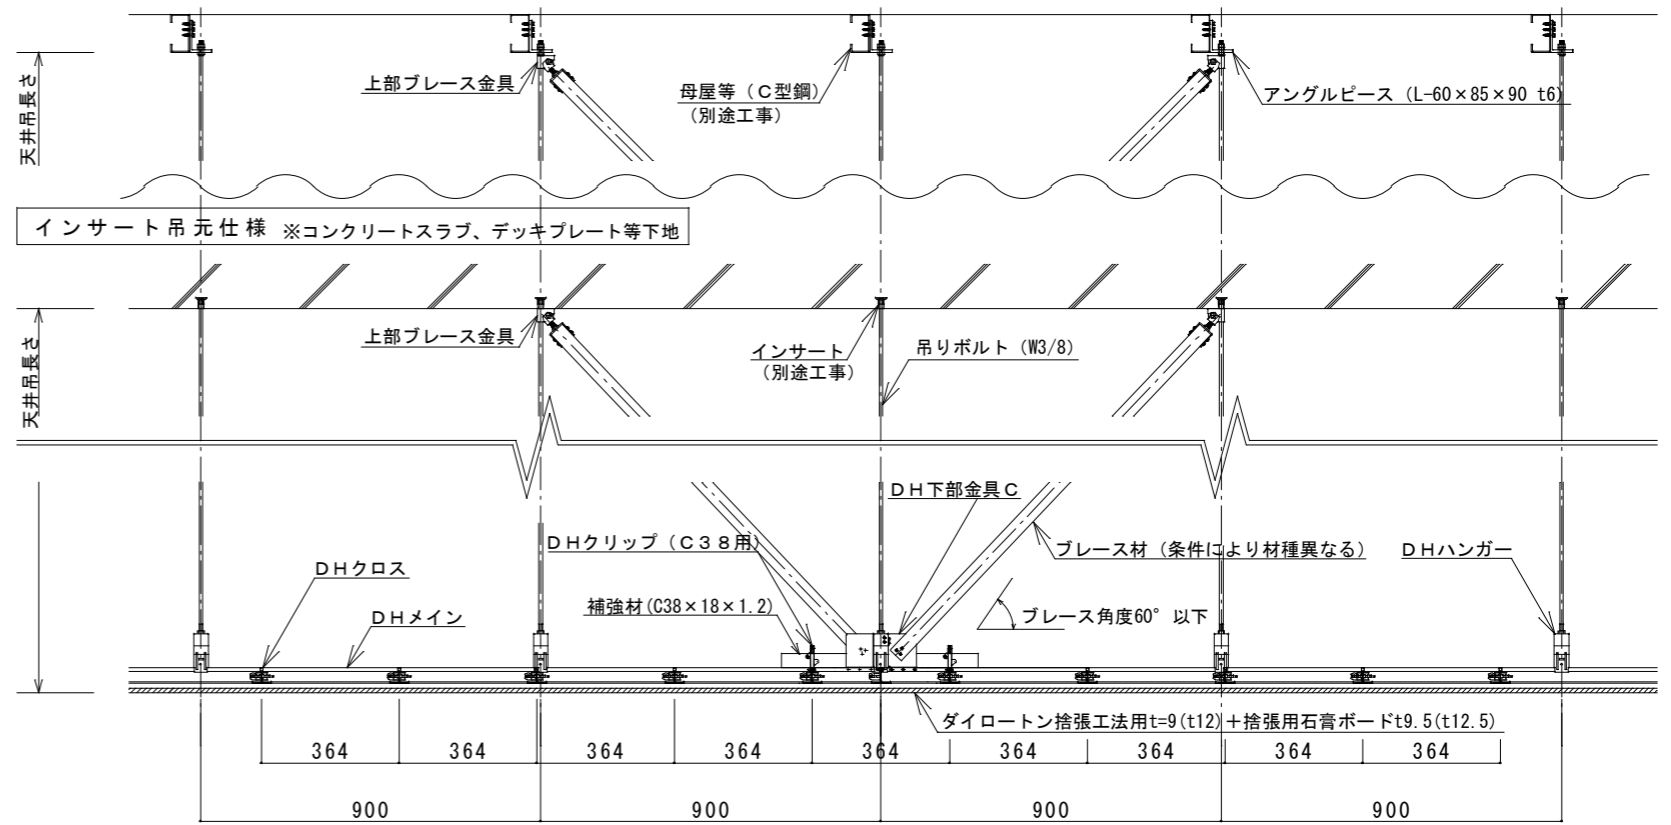 上部ブレース金具
母屋等（C型鋼）
（別途工事）
アングルピース（L-60×85×90 t6）
天井吊長さ
インサート吊元仕様 ※コンクリートスラブ、デッキプレート等下地
上部ブレース金具
インサート
（別途工事）
吊りボルト（W3/8）
天井吊長さ
DH下部金具C
DHクリップ（C38用）
ブレース材（条件により材種異なる）
DHハンガー
DHクロス
補強材(C38×18×1.2)
ブレース角度60°以下
DHメイン
ダイロートン捨張工法用t=9(t12)＋捨張用石膏ボードt9.5(t12.5)
364 364 364 364 364 364 364 364 364
900 900 900 900